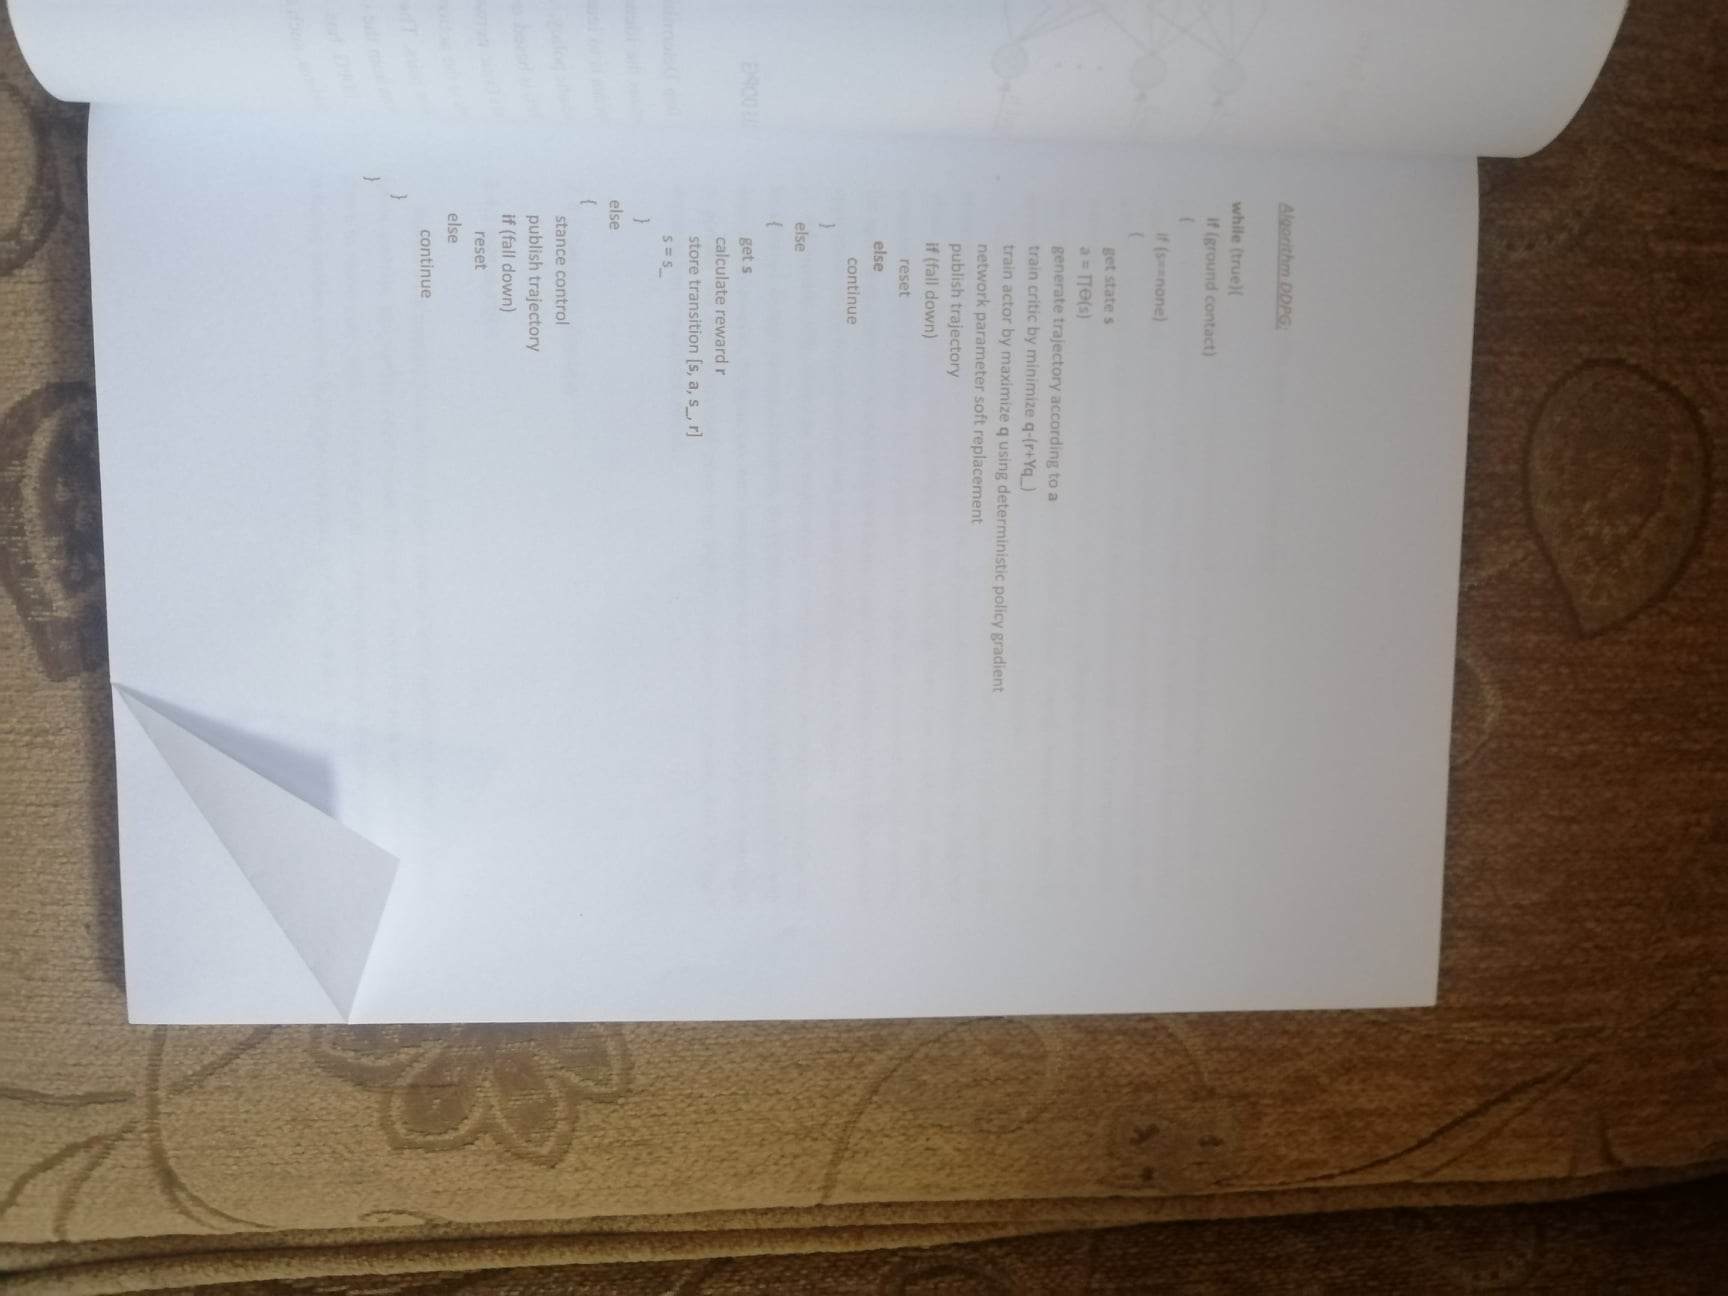 Algorithm DDPG:
while (true){
if (ground contact)
{
if (s==none)
{
get state s
a = ∏Θ(s)
generate trajectory according to a
train critic by minimize q-(r+Yq_)
train actor by maximize q using deterministic policy gradient
network parameter soft replacement
publish trajectory
if (fall down)
reset
else
continue
}
else
{
get s
calculate reward r
store transition [s, a, s_, r]
s = s_
}
else
{
stance control
publish trajectory
if (fall down)
reset
else
continue
}
}